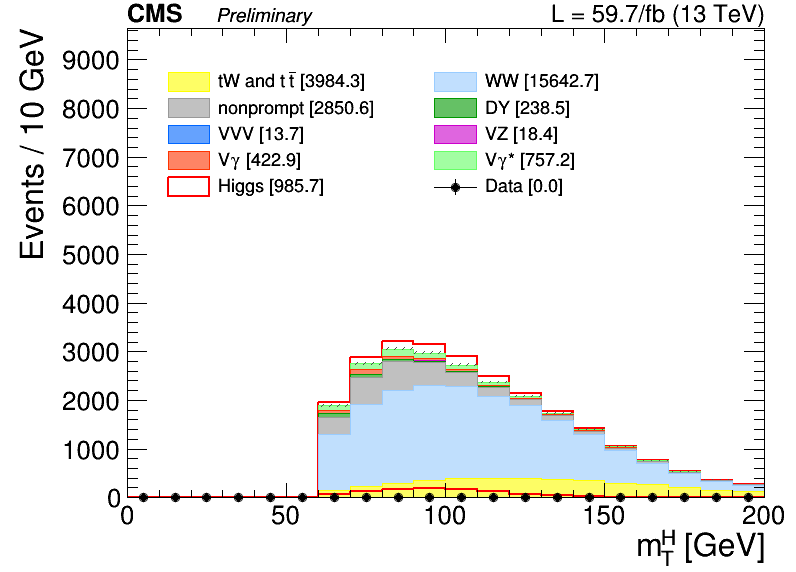 CMS Preliminary L = 59.7/fb (13 TeV)
Events / 10 GeV
9000
8000
7000
6000
5000
4000
3000
2000
1000
0
tW and tt̅ [3984.3] WW [15642.7]
nonprompt [2850.6] DY [238.5]
VVV [13.7] VZ [18.4]
Vγ [422.9] Vγ* [757.2]
Higgs [985.7] Data [0.0]
0 50 100 150 200
m_T^H [GeV]